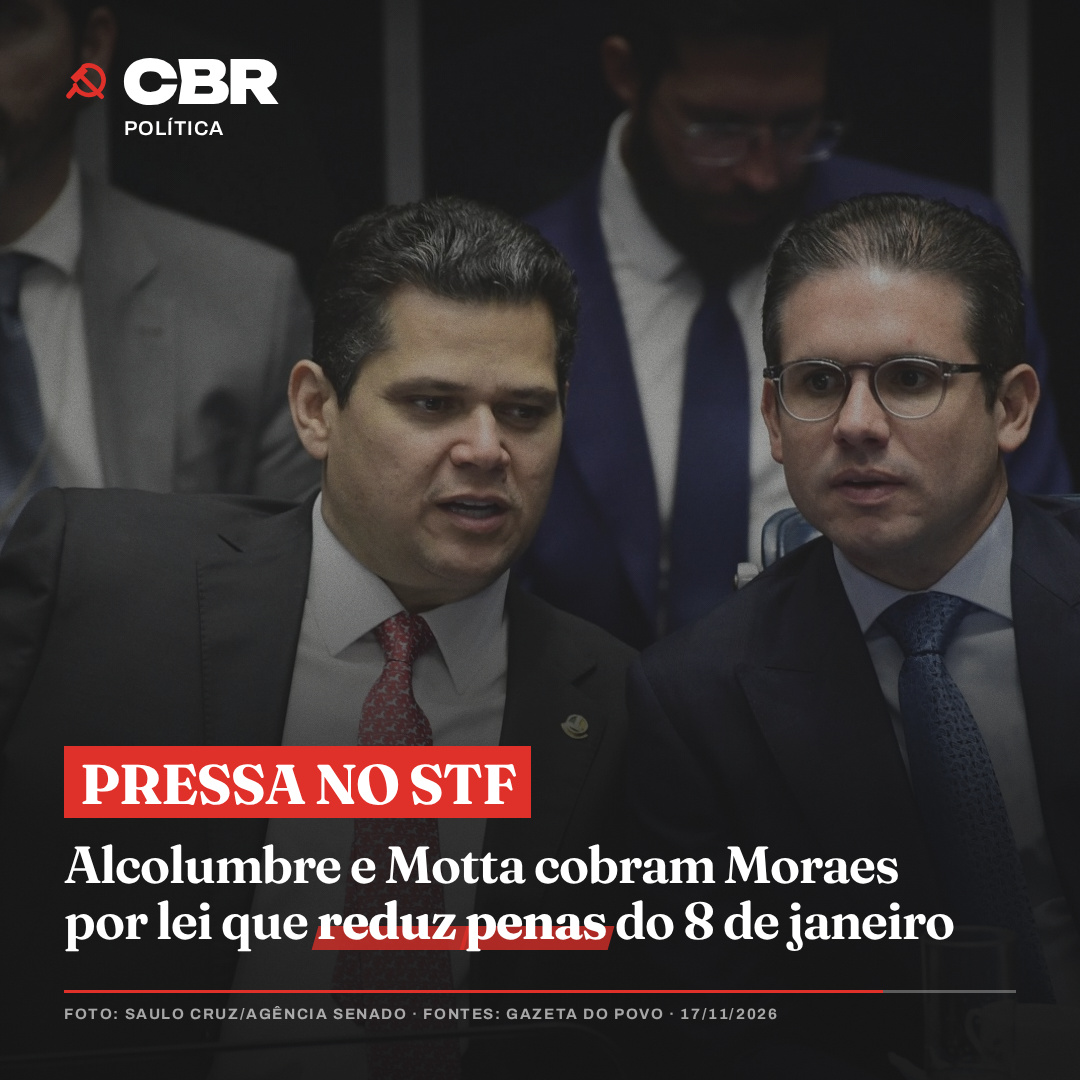 CBR
POLÍTICA
PRESSA NO STF
Alcolumbre e Motta cobram Moraes
por lei que reduz penas do 8 de janeiro
FOTO: SAULO CRUZ/AGÊNCIA SENADO · FONTES: GAZETA DO POVO · 17/11/2026